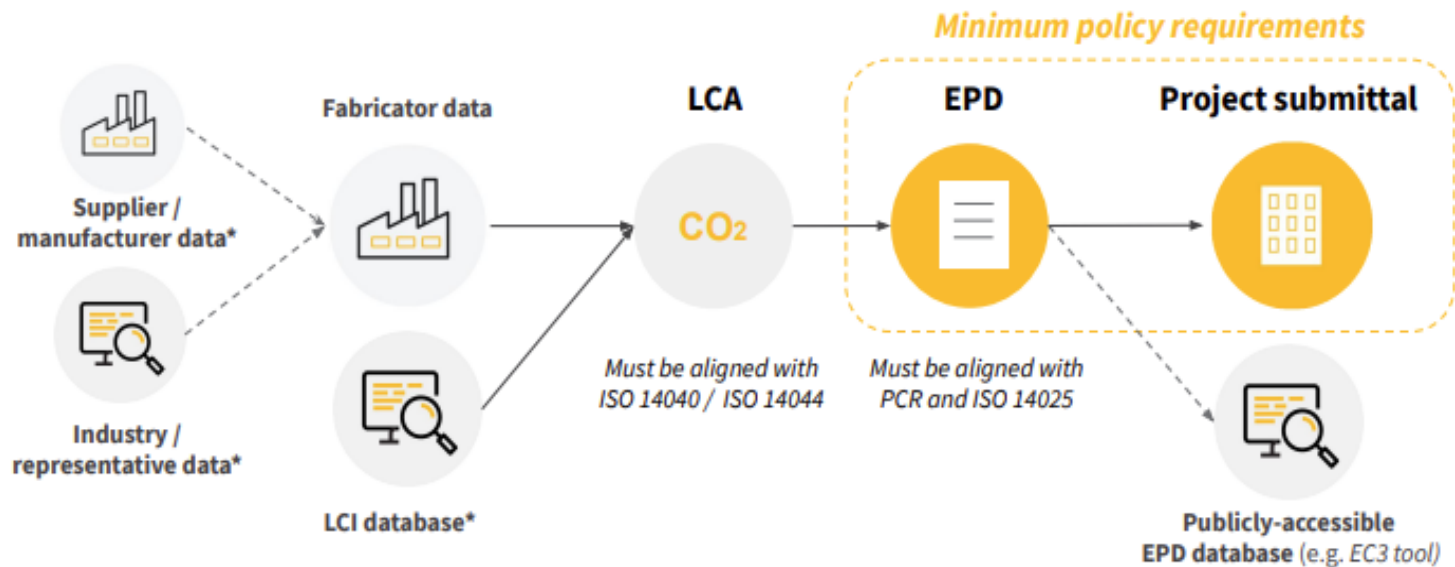 Minimum policy requirements
Fabricator data
LCA
EPD
Project submittal
Supplier /
manufacturer data*
CO2
Industry /
representative data*
LCI database*
Must be aligned with
ISO 14040 / ISO 14044
Must be aligned with
PCR and ISO 14025
Publicly-accessible
EPD database (e.g. EC3 tool)